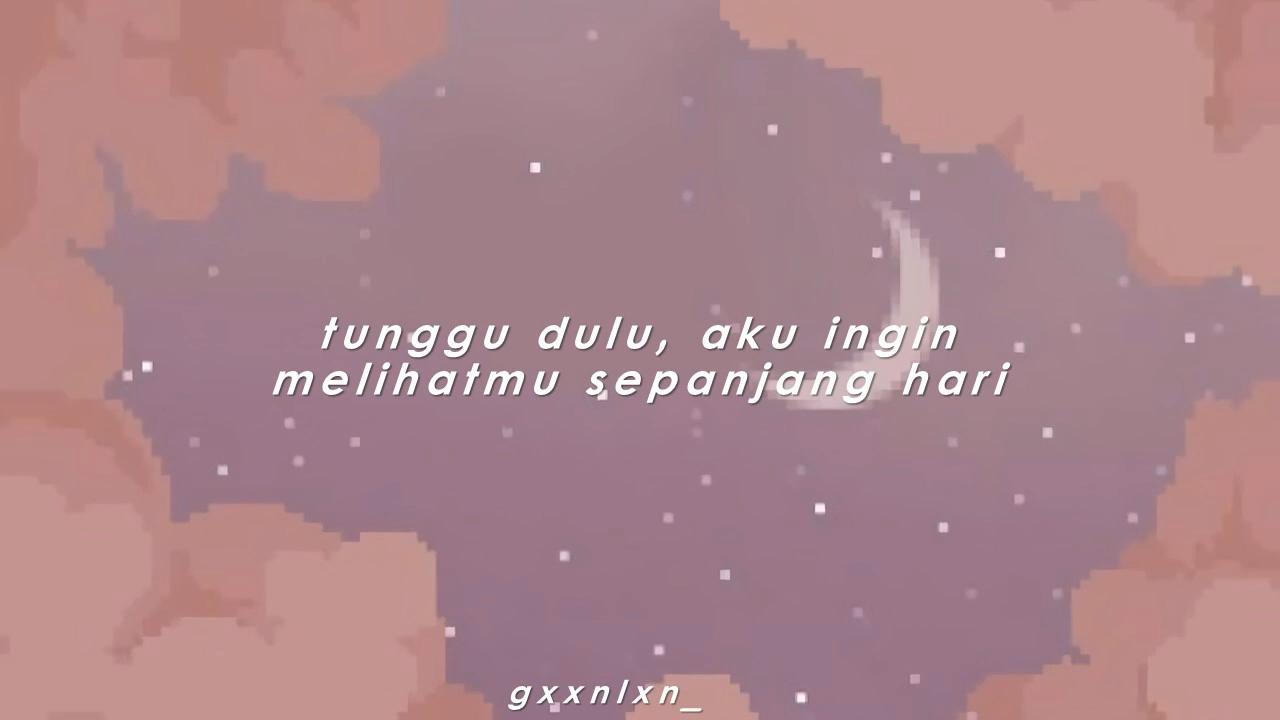 tunggu dulu, aku ingin
melihatmu sepanjang hari
gxxnlxn_